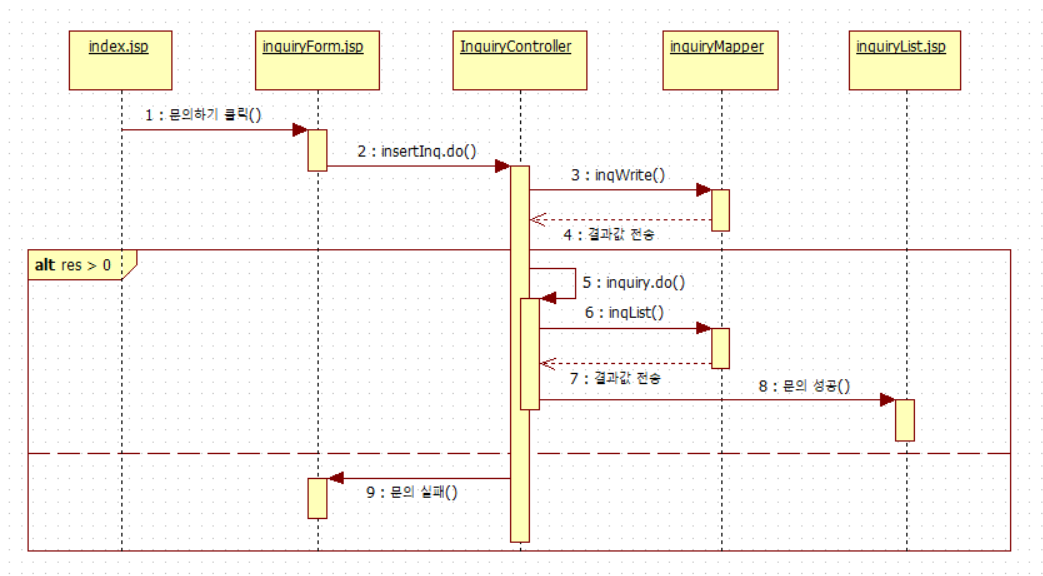 index.jsp
inquiryForm.jsp
InquiryController
inquiryMapper
inquiryList.jsp
1 : 문의하기 클릭()
2 : insertInq.do()
3 : inqWrite()
4 : 결과값 전송
alt res > 0
5 : inquiry.do()
6 : inqList()
7 : 결과값 전송
8 : 문의 성공()
9 : 문의 실패()